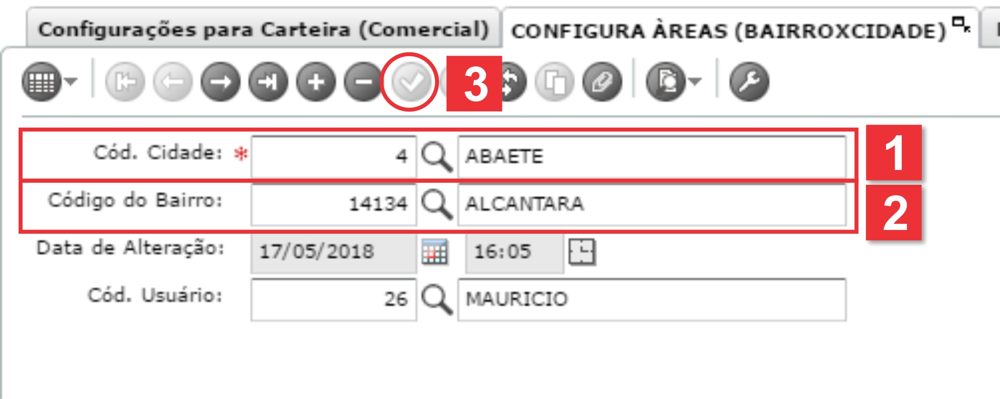 Configurações para Carteira (Comercial) CONFIGURA ÀREAS (BAIRROXCIDADE)
3
Cód. Cidade: * 4 ABAETE 1
Código do Bairro: 14134 ALCANTARA 2
Data de Alteração: 17/05/2018 16:05
Cód. Usuário: 26 MAURICIO